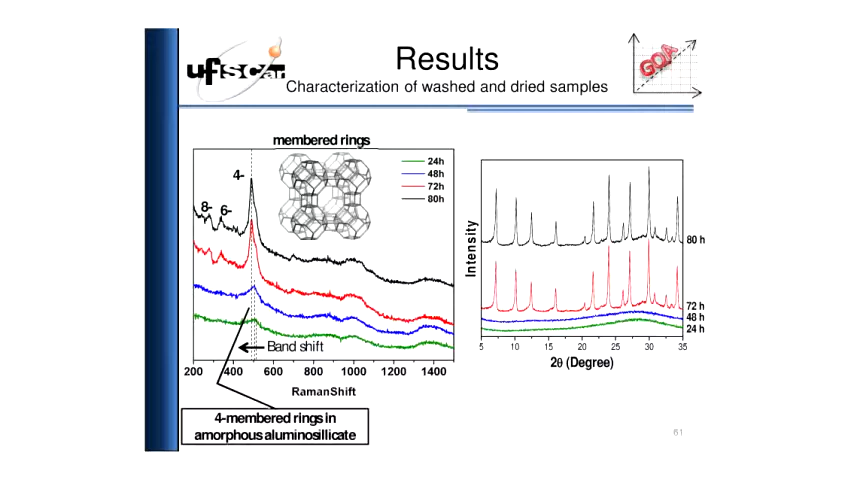 Results
ufscar
GOA
Characterization of washed and dried samples
membered rings
4-
8-
6-
24h
48h
72h
80h
Band shift
200 400 600 800 1000 1200 1400
RamanShift
4-membered rings in
amorphous aluminosillicate
Intensity
80 h
72 h
48 h
24 h
5 10 15 20 25 30 35
2θ (Degree)
61